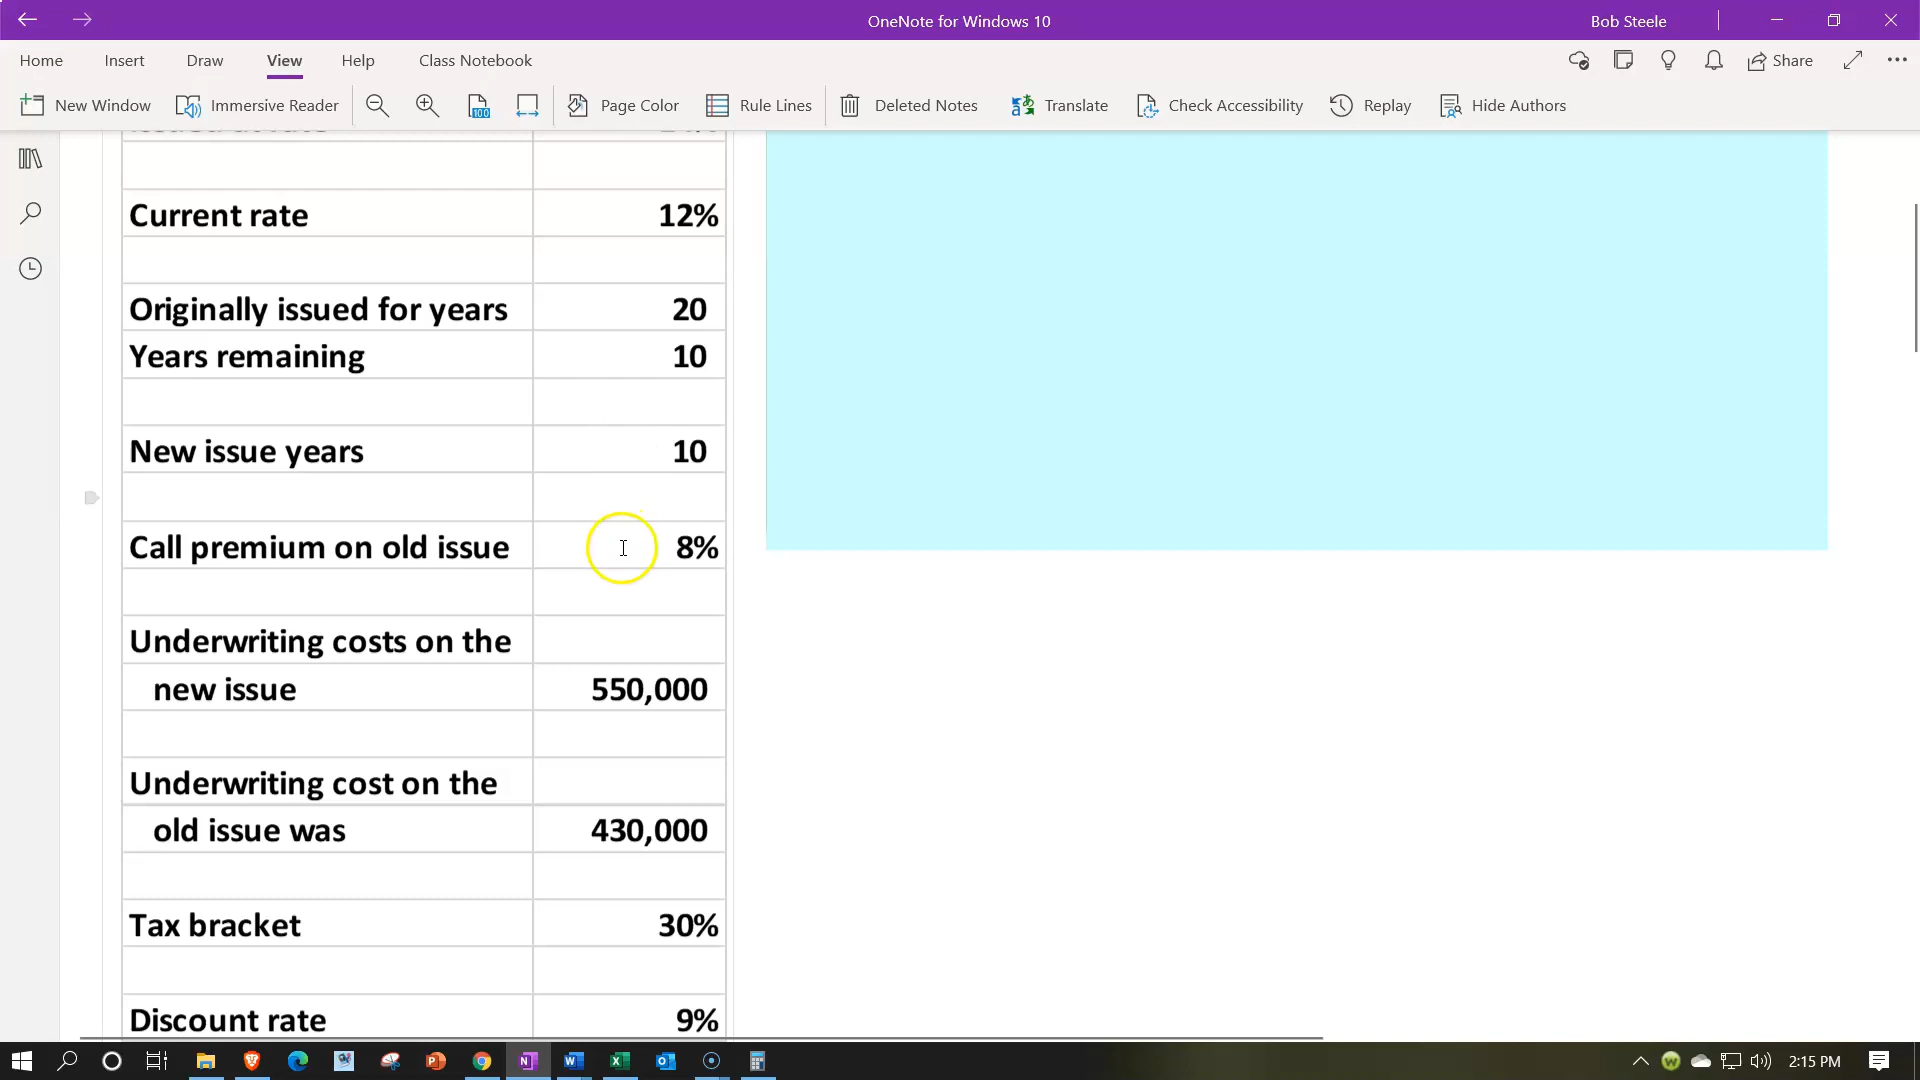 OneNote for Windows 10
Bob Steele
Home Insert Draw View Help Class Notebook
Share
New Window Immersive Reader 100 Page Color Rule Lines Deleted Notes Translate Check Accessibility Replay Hide Authors
Current rate 12%
Originally issued for years 20
Years remaining 10
New issue years 10
Call premium on old issue 8%
Underwriting costs on the
new issue 550,000
Underwriting cost on the
old issue was 430,000
Tax bracket 30%
Discount rate 9%
2:15 PM